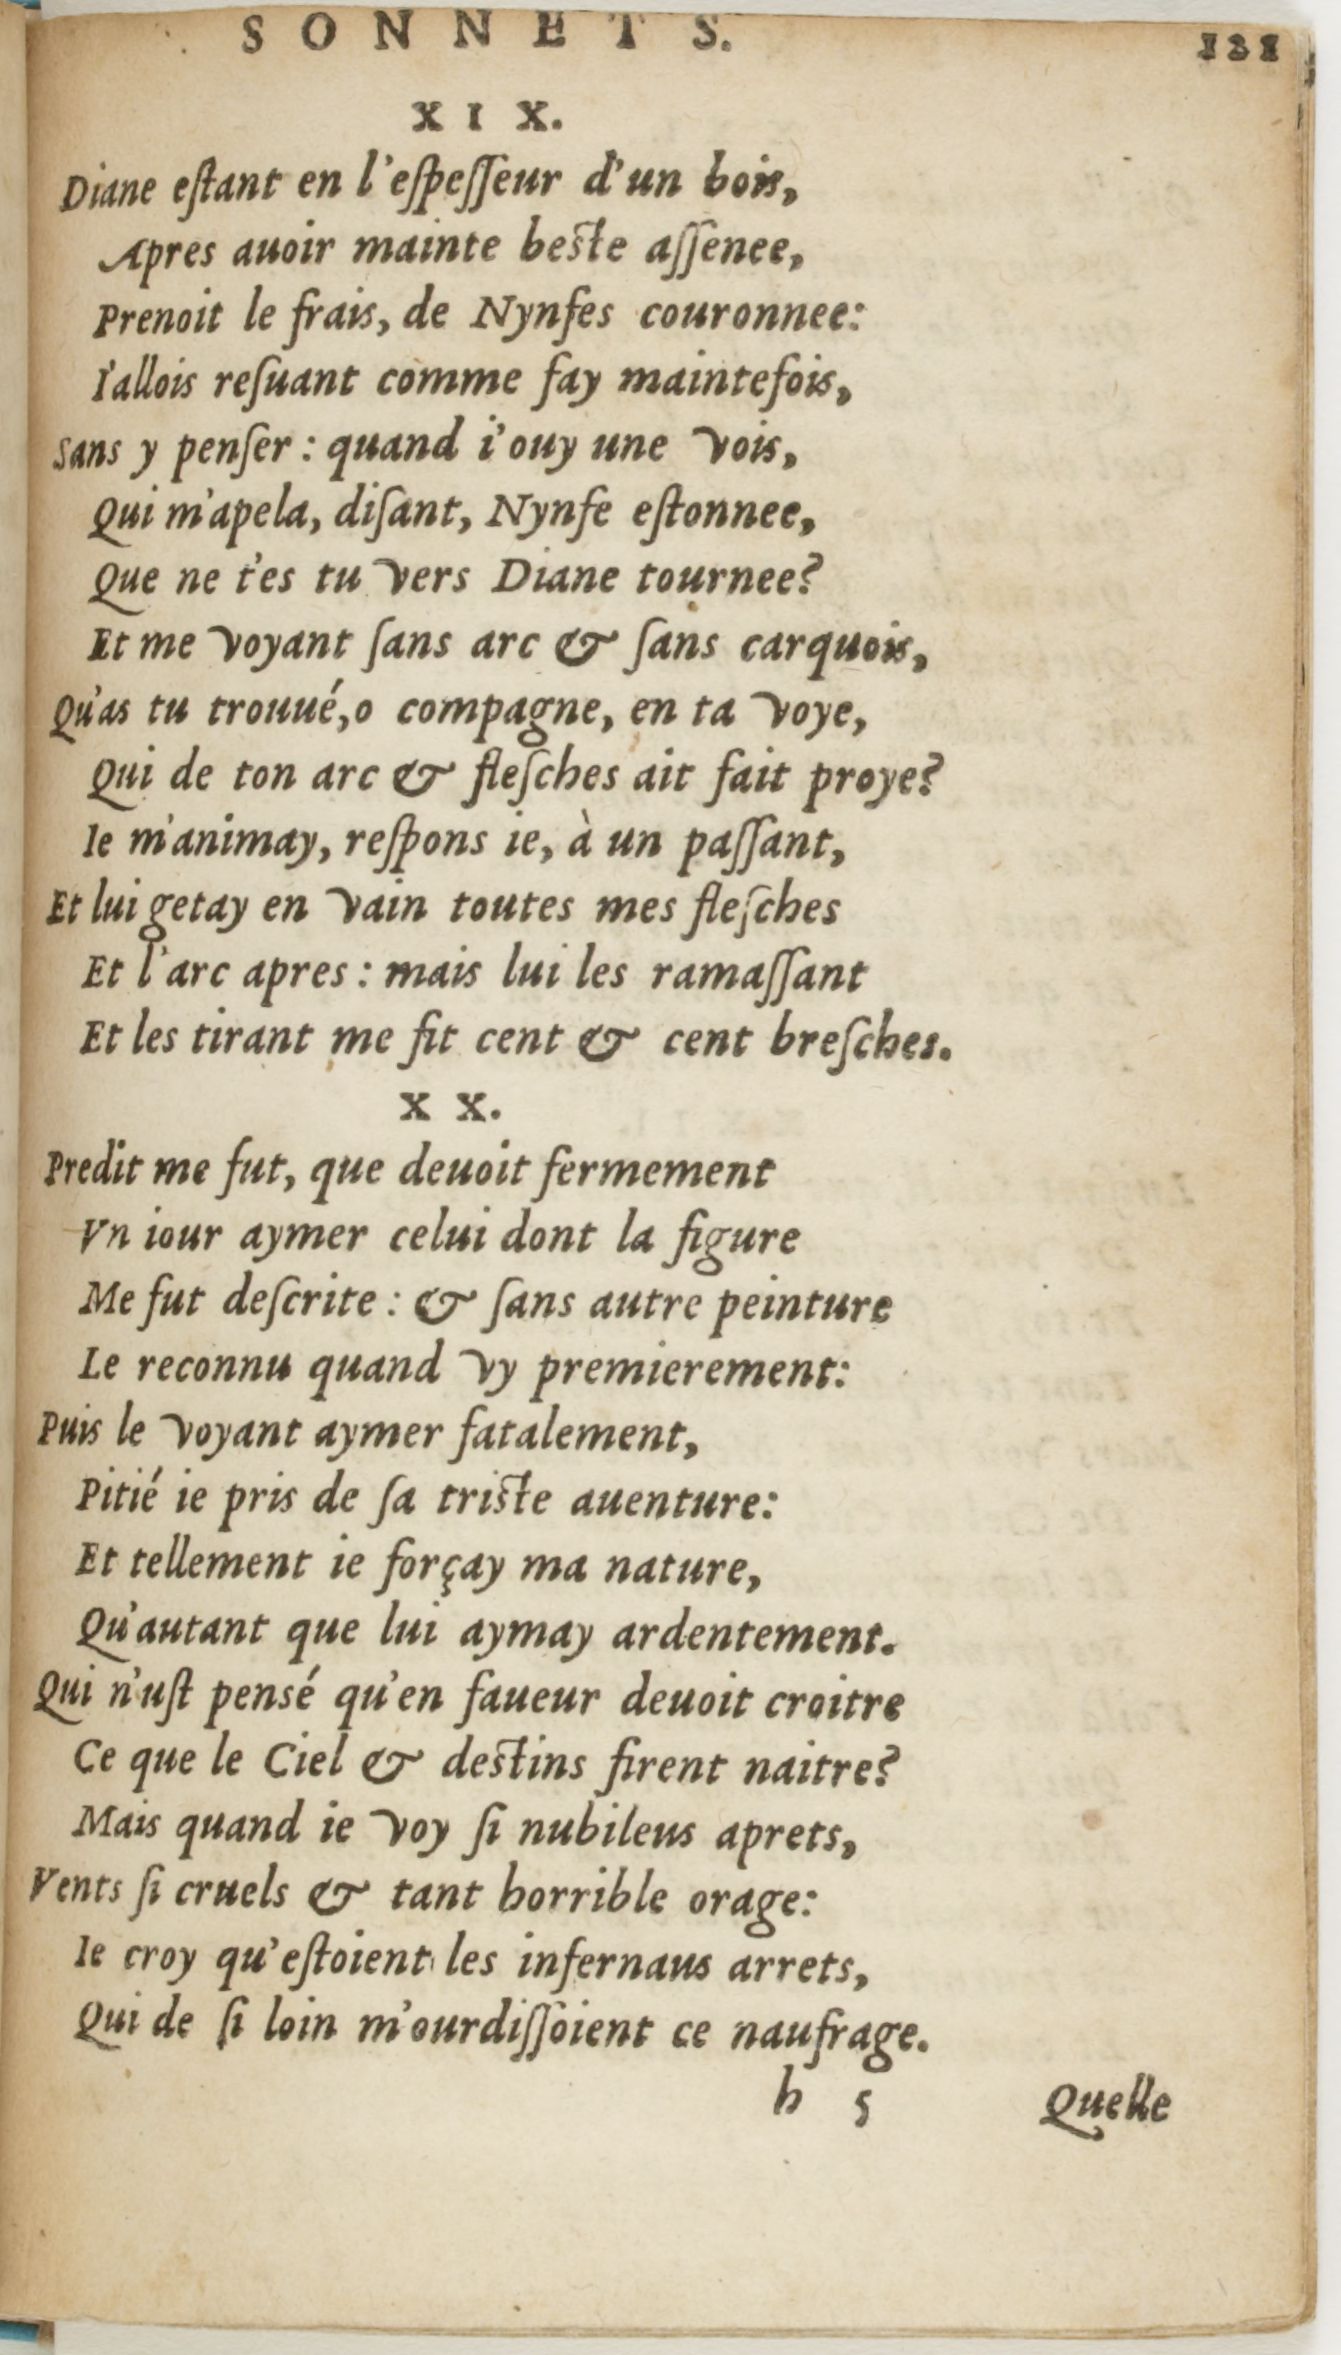 SONNETS. 121
XIX.
Diane eſtant en l'eſpeſſeur d'un bois,
Apres auoir mainte beſte aſſenee,
Prenoit le frais, de Nynfes couronnee:
I'allois reſuant comme fay maintefois,
Sans y penſer: quand i'ouy une vois,
Qui m'apela, diſant, Nynfe eſtonnee,
Que ne t'es tu vers Diane tournee?
Et me voyant ſans arc & ſans carquois,
Qu'as tu trouué, o compagne, en ta voye,
Qui de ton arc & fleſches ait fait proye?
Ie m'animay, reſpons ie, à un paſſant,
Et lui getay en vain toutes mes fleſches
Et l'arc apres: mais lui les ramaſſant
Et les tirant me fit cent & cent breſches.
XX.
Predit me fut, que deuoit fermement
Vn iour aymer celui dont la figure
Me fut deſcrite: & ſans autre peinture
Le reconnu quand vy premierement:
Puis le voyant aymer fatalement,
Pitié ie pris de ſa triſte auenture:
Et tellement ie forçay ma nature,
Qu'autant que lui aymay ardentement.
Qui n'uſt pensé qu'en faueur deuoit croitre
Ce que le Ciel & deſtins firent naitre?
Mais quand ie voy ſi nubileus aprets,
Vents ſi cruels & tant horrible orage:
Ie croy qu'eſtoient les infernaus arrets,
Qui de ſi loin m'ourdiſſoient ce naufrage.
h 5 Quelle